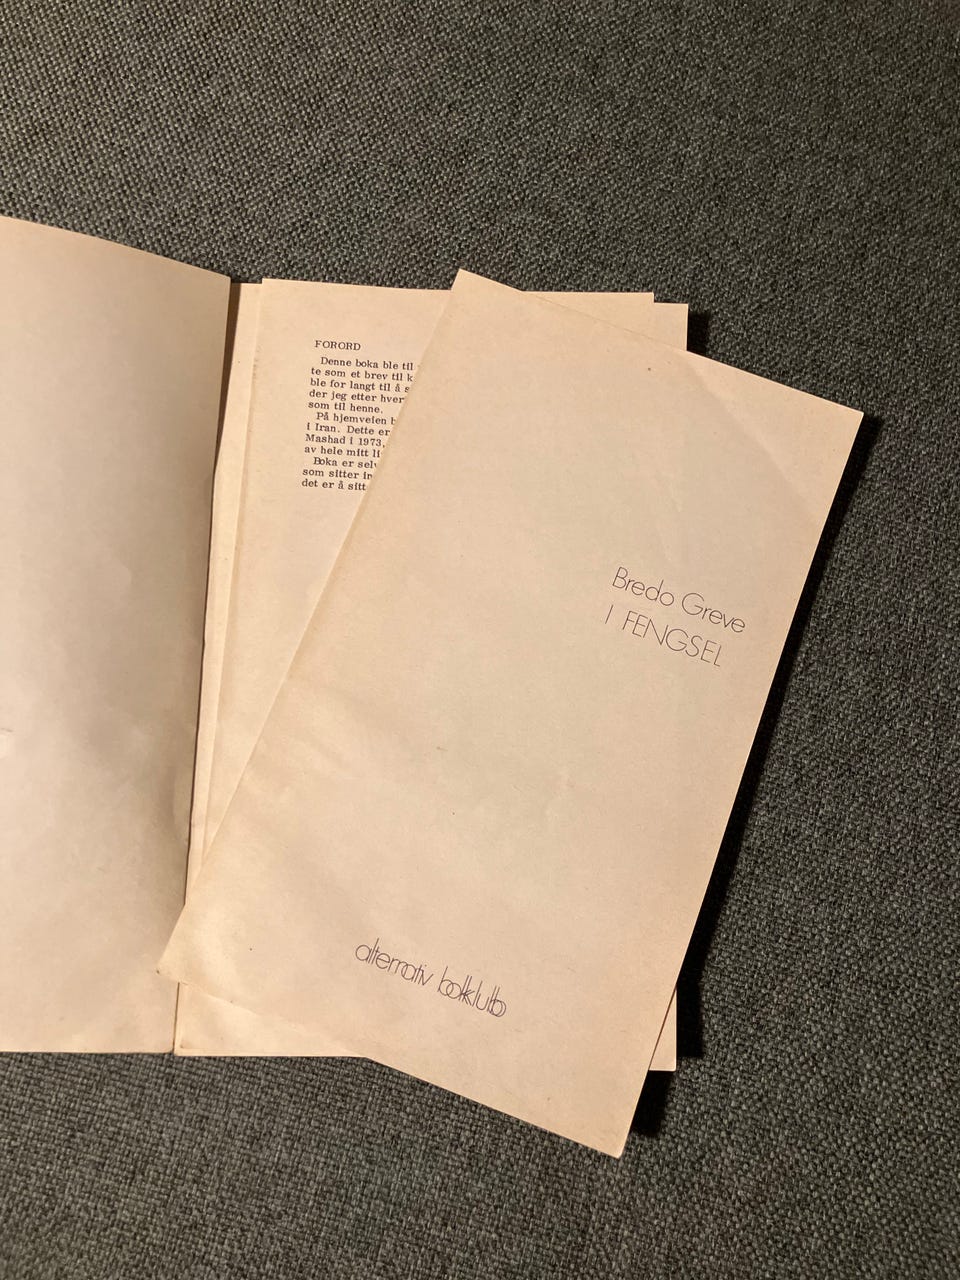 FORORD
Denne boka ble til
te som et brev til k
ble for langt til å s
der jeg etter hver
som til henne.
På hjemveien b
i Iran. Dette er
Mashad i 1973,
av hele mitt li
Boka er selv
som sitter in
det er å sitt
Bredo Greve
I FENGSEL
alternativ bokklubb